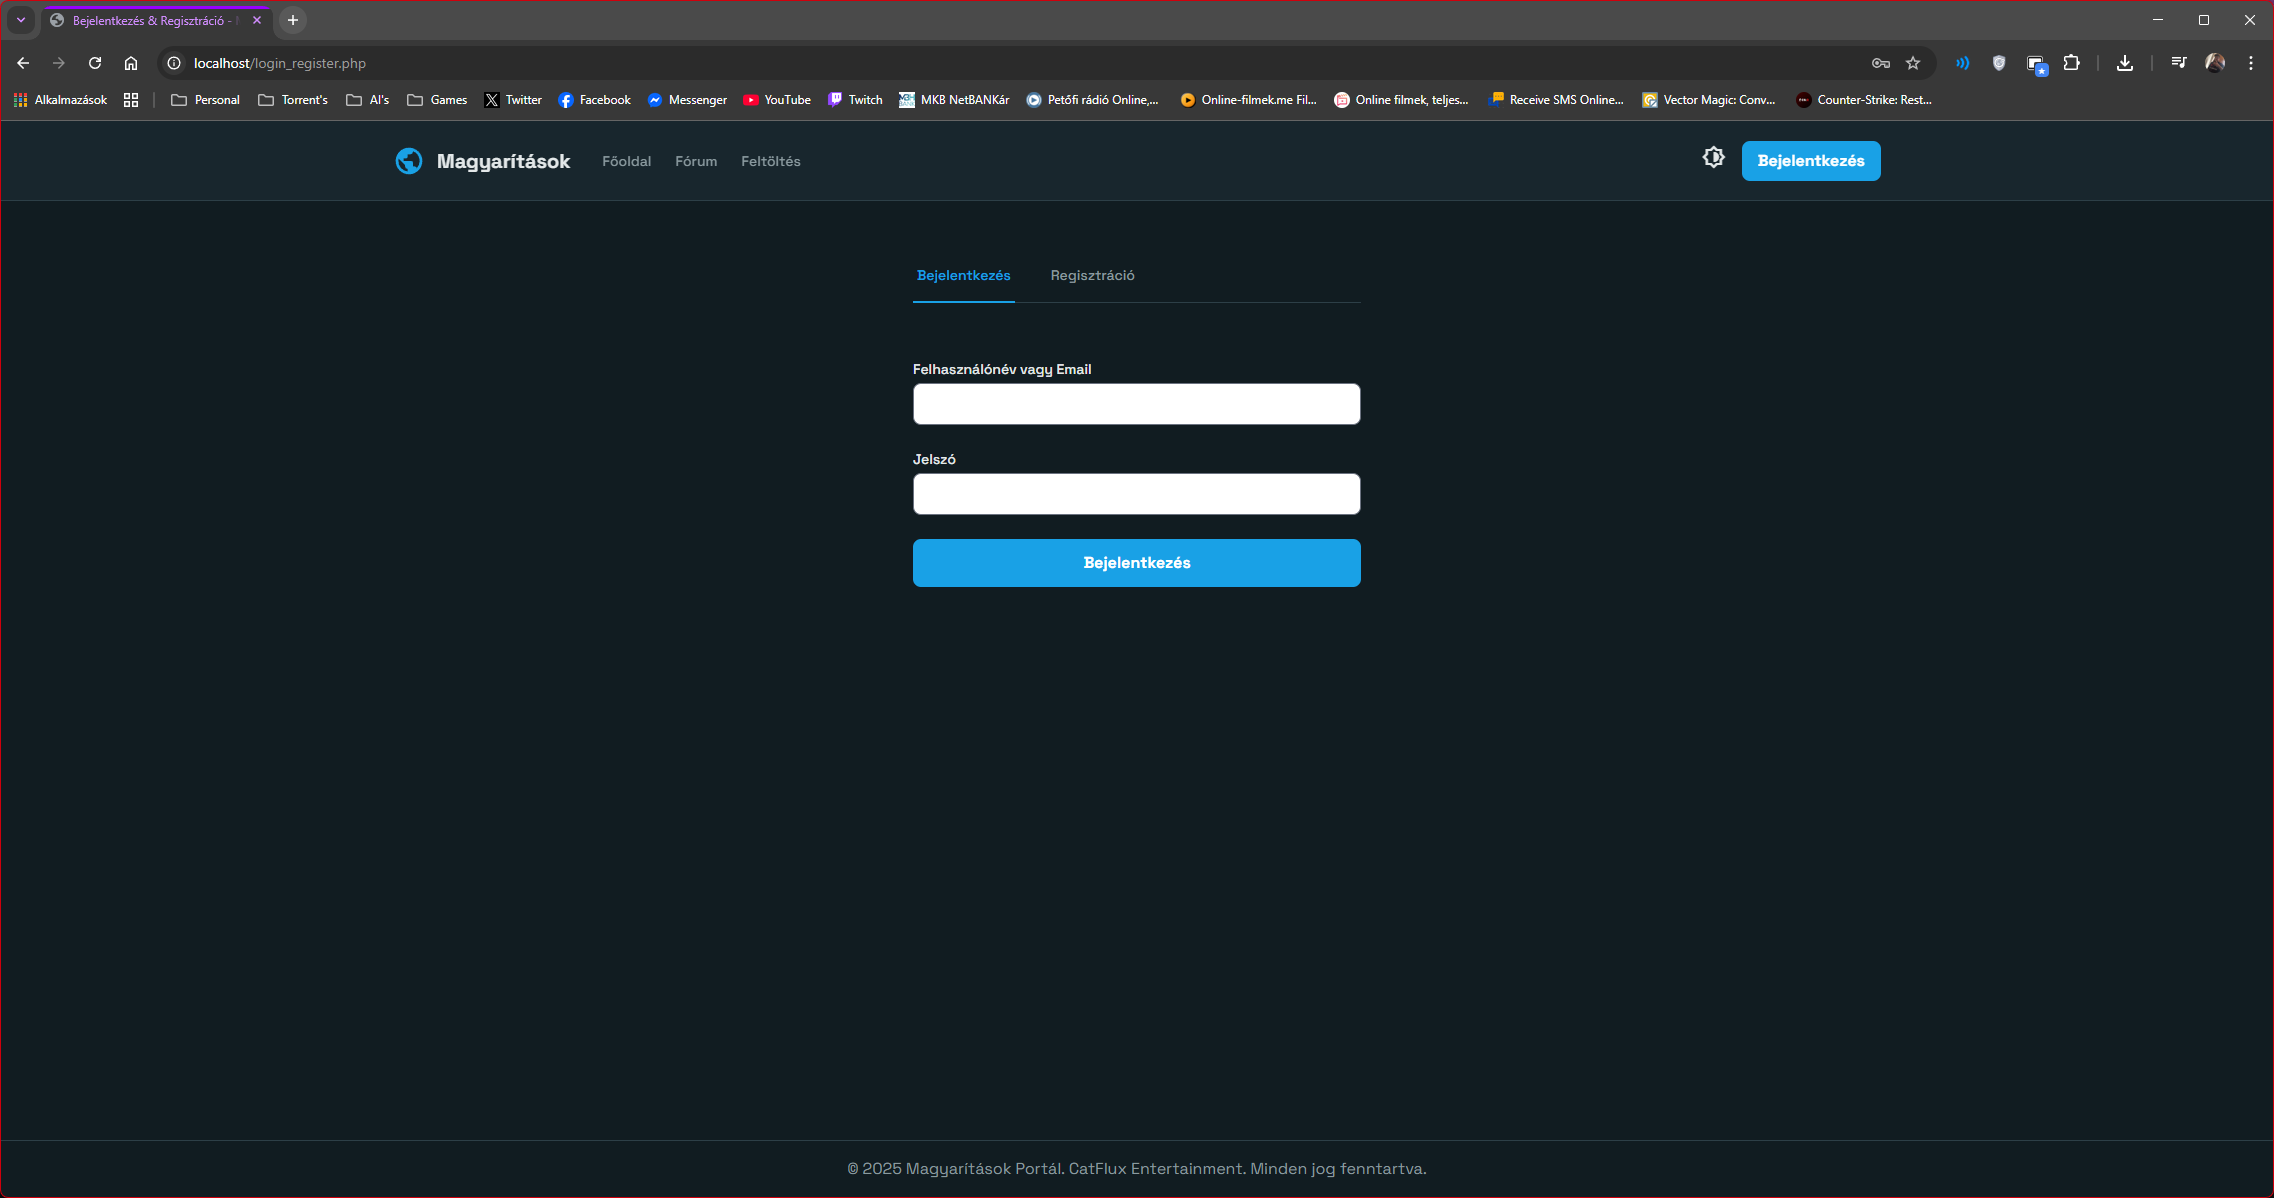 Bejelentkezés & Regisztráció -
localhost/login_register.php
Alkalmazások Personal Torrent's AI's Games Twitter Facebook Messenger YouTube Twitch MKB NetBANKár Petőfi rádió Online,... Online-filmek.me Fil... Online filmek, teljes... Receive SMS Online... Vector Magic: Conv... Counter-Strike: Rest...
Magyarítások Főoldal Fórum Feltöltés Bejelentkezés
Bejelentkezés Regisztráció
Felhasználónév vagy Email
Jelszó
Bejelentkezés
© 2025 Magyarítások Portál. CatFlux Entertainment. Minden jog fenntartva.